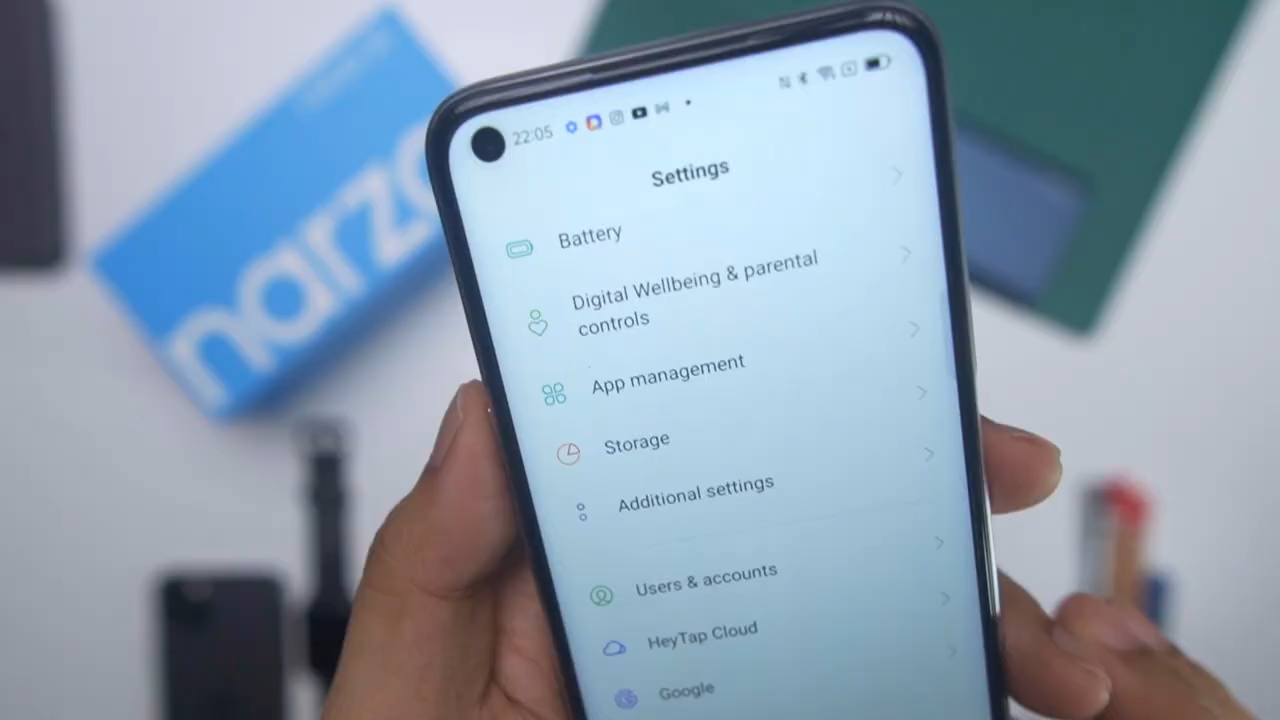 narzo
22:05
Settings
Battery
Digital Wellbeing & parental
controls
App management
Storage
Additional settings
Users & accounts
HeyTap Cloud
Google